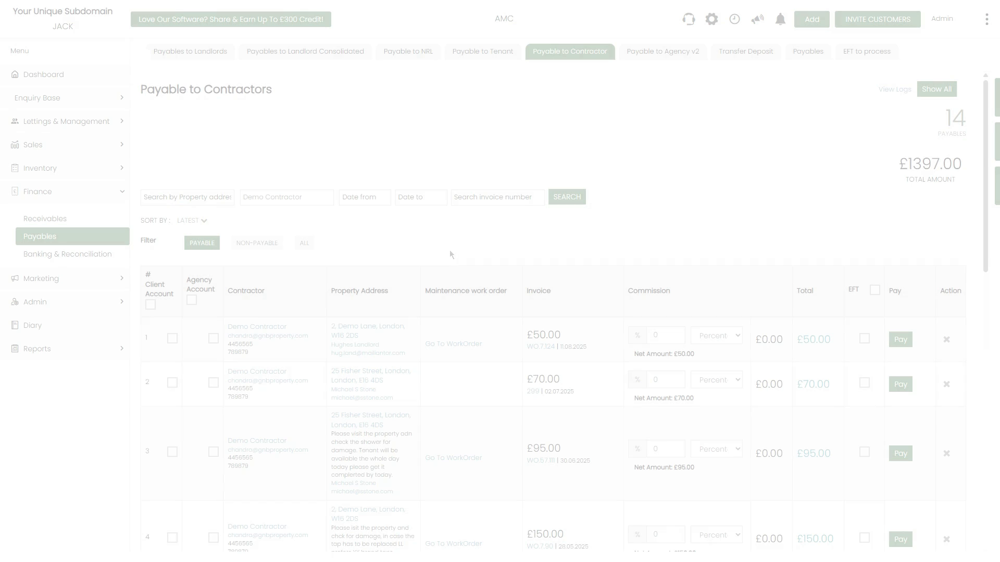 Your Unique Subdomain
JACK
Love Our Software? Share & Earn Up To £300 Credit!
AMC
Add
INVITE CUSTOMERS
Admin
Menu
Dashboard
Enquiry Base
Lettings & Management
Sales
Inventory
Finance
Receivables
Payables
Banking & Reconciliation
Marketing
Admin
Diary
Reports
Payables to Landlords
Payables to Landlord Consolidated
Payable to NRL
Payable to Tenant
Payable to Contractor
Payable to Agency v2
Transfer Deposit
Payables
EFT to process
Payable to Contractors
View Logs
Show All
14
PAYABLES
£1397.00
TOTAL AMOUNT
Search by Property addres
Demo Contractor
Date from
Date to
Search invoice number
SEARCH
SORT BY : LATEST
Filter
PAYABLE
NON-PAYABLE
ALL
# Client Account
Agency Account
Contractor
Property Address
Maintenance work order
Invoice
Commission
Total
EFT
Pay
Action
1
Demo Contractor
chandra@gnbproperty.com
4456565
789879
2, Demo Lane, London,
W16 2DS
Hughes Landlord
hug.land@mailiantor.com
Go To WorkOrder
£50.00
WO.7.124 | 11.08.2025
% 0 Percent
Net Amount: £50.00
£0.00
£50.00
Pay
2
Demo Contractor
chandra@gnbproperty.com
4456565
789879
25 Fisher Street, London,
London, E16 4DS
Michael S Stone
michael@sstone.com
£70.00
299 | 02.07.2025
% 0 Percent
Net Amount: £70.00
£0.00
£70.00
Pay
3
Demo Contractor
chandra@gnbproperty.com
4456565
789879
25 Fisher Street, London,
London, E16 4DS
Please visit the property adn
check the shower for
damage. Tenant will be
available the whole day
today please get it
complerted by today.
Michael S Stone
michael@sstone.com
Go To WorkOrder
£95.00
WO.57.111 | 30.06.2025
% 0 Percent
Net Amount: £95.00
£0.00
£95.00
Pay
4
Demo Contractor
chandra@gnbproperty.com
4456565
789879
2, Demo Lane, London,
W16 2DS
Please isit the property and
chck for damage, in case the
tap has to be replaced LL
Go To WorkOrder
£150.00
WO.7.90 | 28.05.2025
% 0 Percent
£0.00
£150.00
Pay